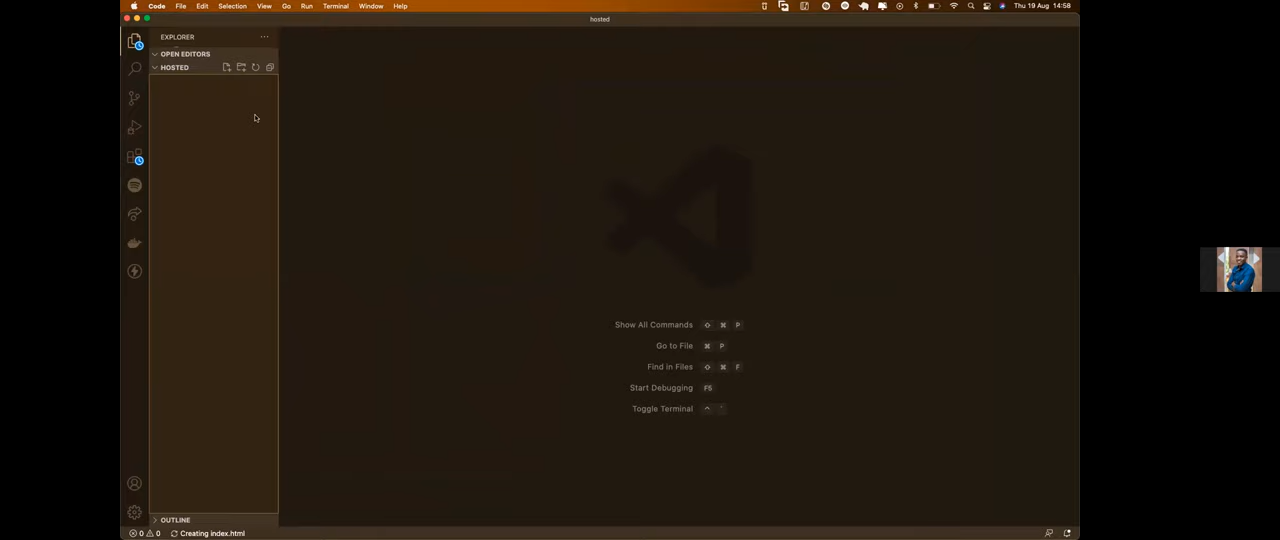 Code File Edit Selection View Go Run Terminal Window Help Thu 19 Aug 14:58
hosted
EXPLORER
OPEN EDITORS
HOSTED
Show All Commands ⇧ ⌘ P
Go to File ⌘ P
Find in Files ⇧ ⌘ F
Start Debugging F5
Toggle Terminal ^ `
OUTLINE
0 0 Creating index.html